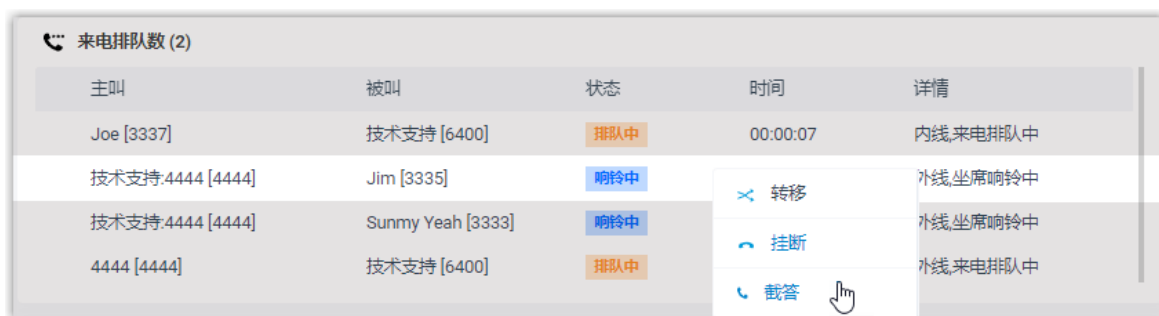 来电排队数 (2)
主叫 被叫 状态 时间 详情
Joe [3337] 技术支持 [6400] 排队中 00:00:07 内线,来电排队中
技术支持:4444 [4444] Jim [3335] 响铃中 外线,坐席响铃中
转移
技术支持:4444 [4444] Sunmy Yeah [3333] 响铃中 外线,坐席响铃中
挂断
4444 [4444] 技术支持 [6400] 排队中 外线,来电排队中
截答